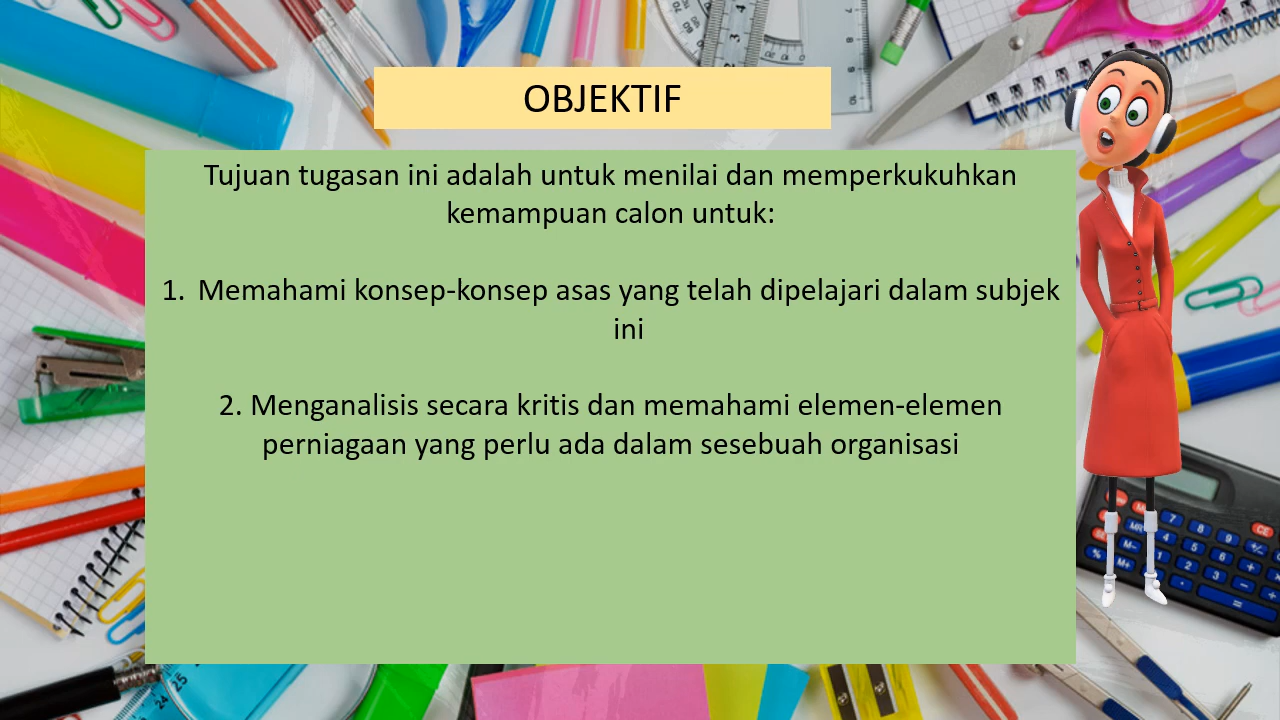 OBJEKTIF
Tujuan tugasan ini adalah untuk menilai dan memperkukuhkan
kemampuan calon untuk:
1. Memahami konsep-konsep asas yang telah dipelajari dalam subjek
ini
2. Menganalisis secara kritis dan memahami elemen-elemen
perniagaan yang perlu ada dalam sesebuah organisasi